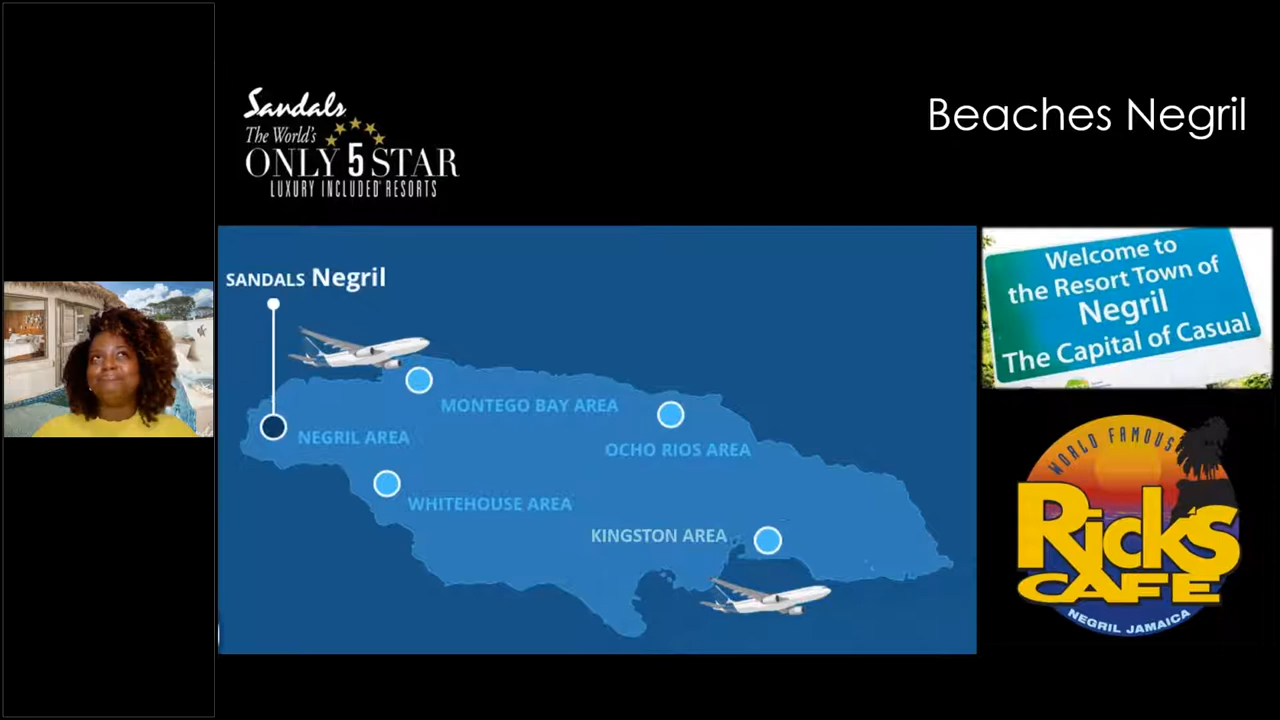 Sandals
The World's
ONLY 5 STAR
LUXURY INCLUDED® RESORTS
Beaches Negril
SANDALS Negril
MONTEGO BAY AREA
NEGRIL AREA
OCHO RIOS AREA
WHITEHOUSE AREA
KINGSTON AREA
Welcome to
the Resort Town of
Negril
The Capital of Casual
WORLD FAMOUS
Rick's
CAFE
NEGRIL JAMAICA